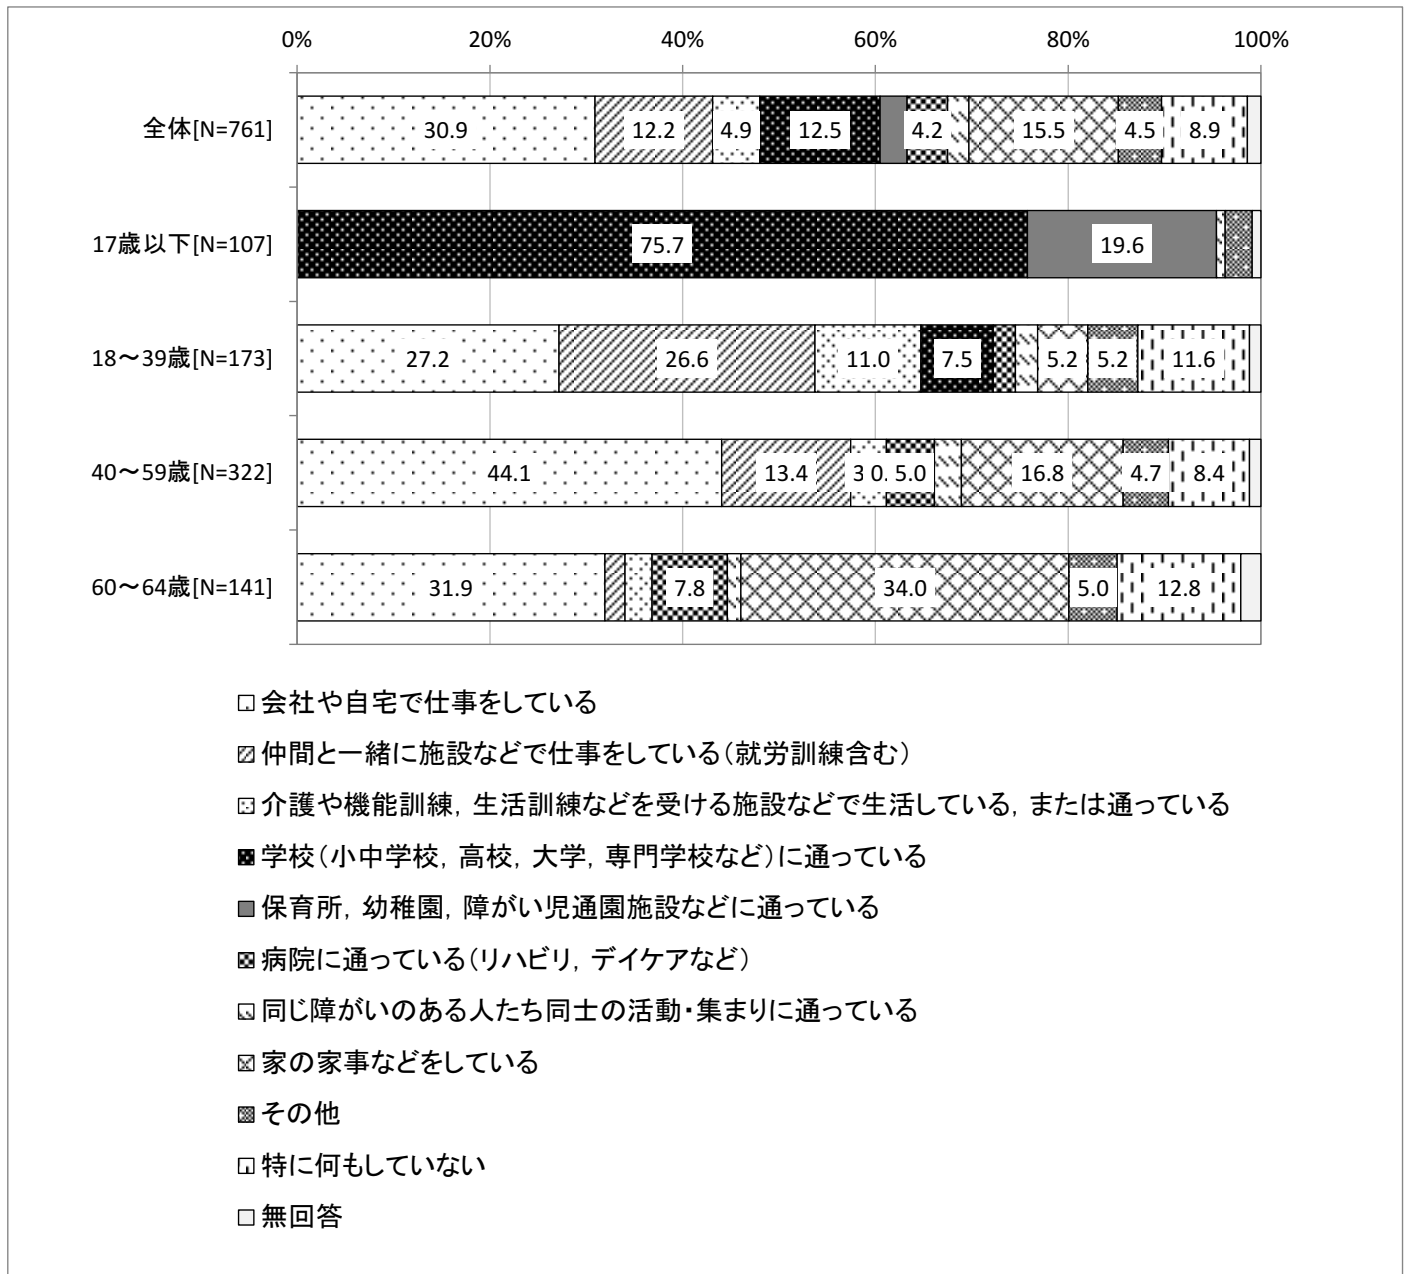 0% 20% 40% 60% 80% 100%
全体[N=761] 30.9 12.2 4.9 12.5 4.2 15.5 4.5 8.9
17歳以下[N=107] 75.7 19.6
18～39歳[N=173] 27.2 26.6 11.0 7.5 5.2 5.2 11.6
40～59歳[N=322] 44.1 13.4 3 0. 5.0 16.8 4.7 8.4
60～64歳[N=141] 31.9 7.8 34.0 5.0 12.8
会社や自宅で仕事をしている
仲間と一緒に施設などで仕事をしている（就労訓練含む）
介護や機能訓練，生活訓練などを受ける施設などで生活している，または通っている
学校（小中学校，高校，大学，専門学校など）に通っている
保育所，幼稚園，障がい児通園施設などに通っている
病院に通っている（リハビリ，デイケアなど）
同じ障がいのある人たち同士の活動・集まりに通っている
家の家事などをしている
その他
特に何もしていない
無回答